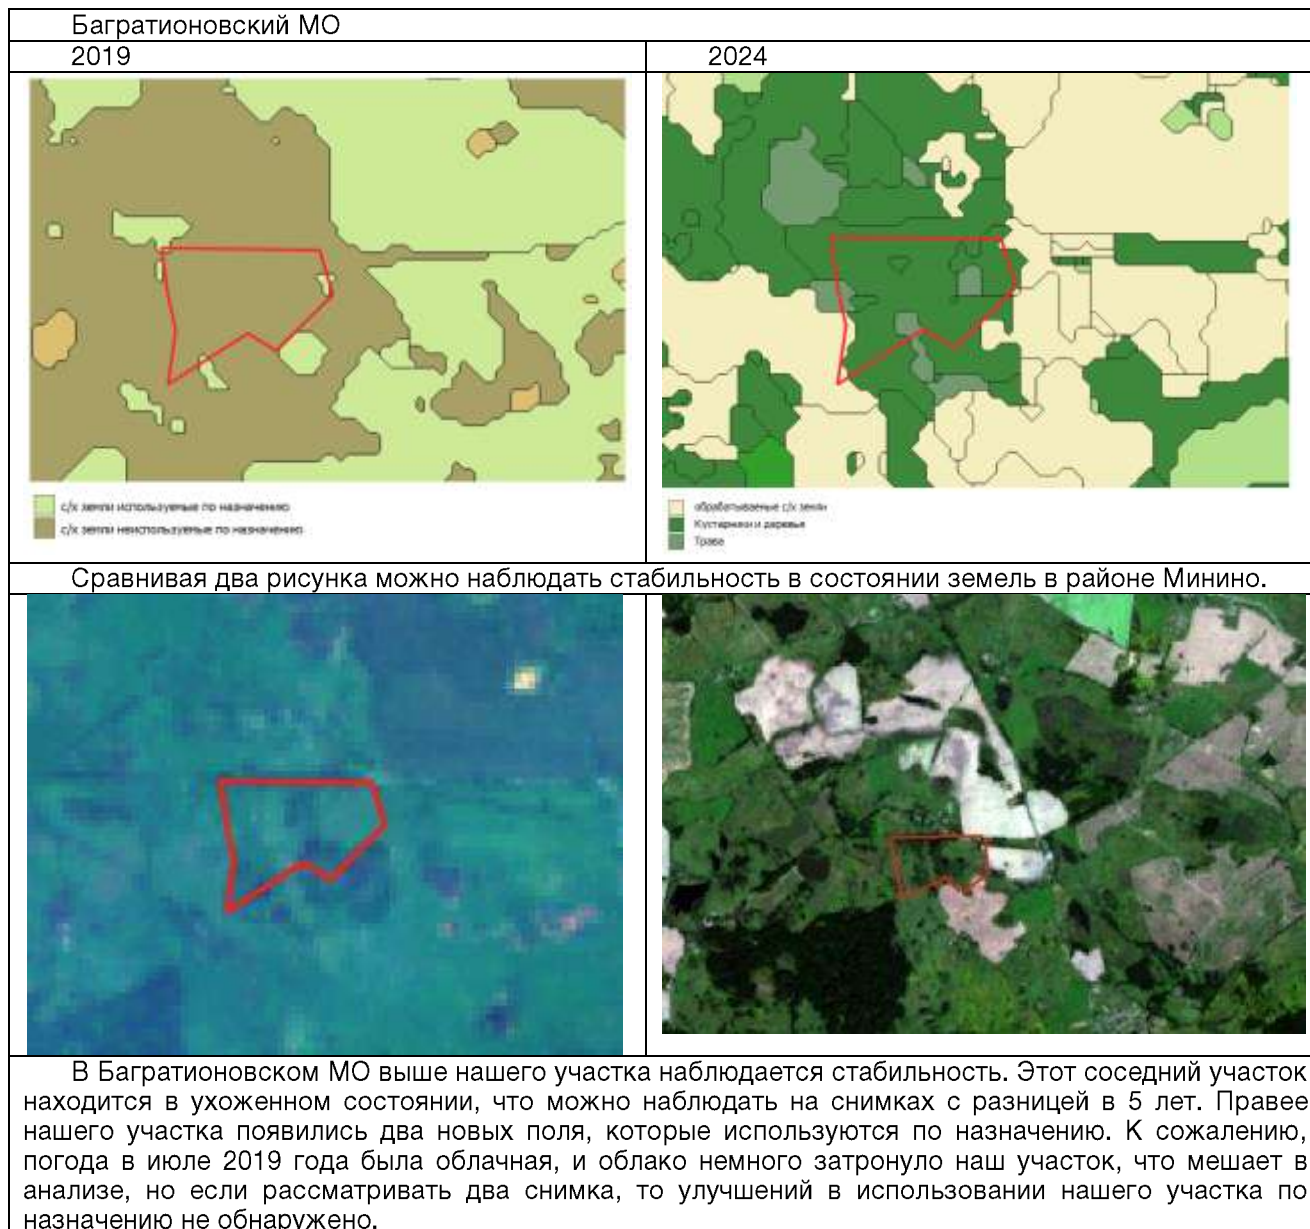 Багратионовский МО
2019
2024
с/х земли используемые по назначению
с/х земли неиспользуемые по назначению
обрабатываемые с/х земли
Кустарники и деревья
Трава
Сравнивая два рисунка можно наблюдать стабильность в состоянии земель в районе Минино.
В Багратионовском МО выше нашего участка наблюдается стабильность. Этот соседний участок
находится в ухоженном состоянии, что можно наблюдать на снимках с разницей в 5 лет. Правее
нашего участка появились два новых поля, которые используются по назначению. К сожалению,
погода в июле 2019 года была облачная, и облако немного затронуло наш участок, что мешает в
анализе, но если рассматривать два снимка, то улучшений в использовании нашего участка по
назначению не обнаружено.